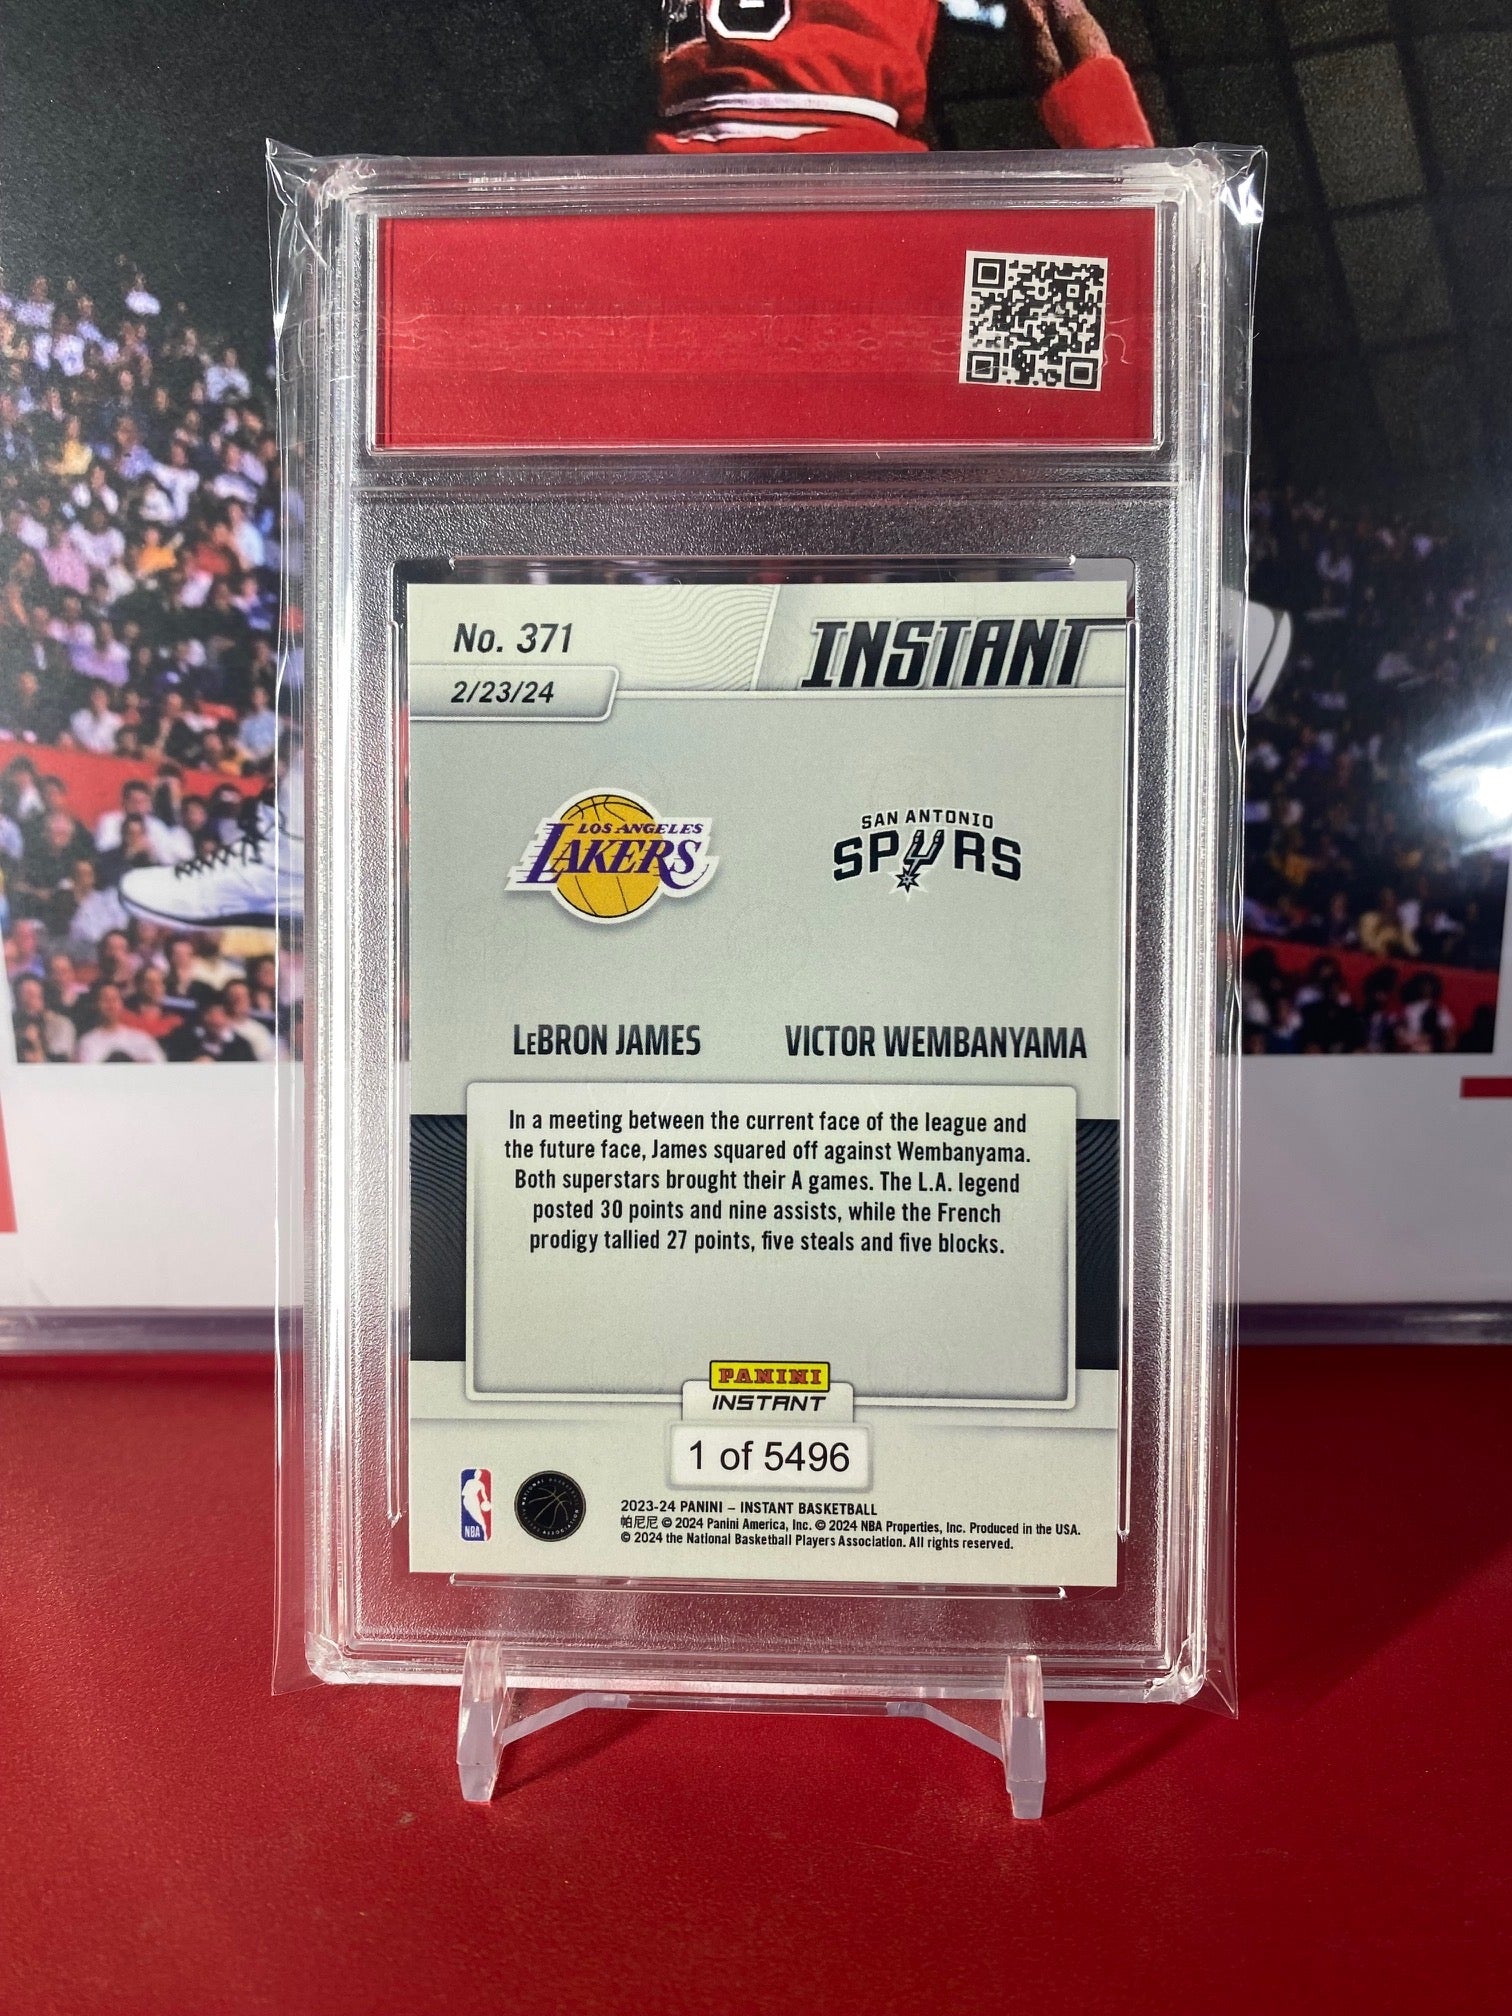 No. 371
INSTANT
2/23/24
LOS ANGELES
LAKERS
SAN ANTONIO
SPURS
LeBRON JAMES
VICTOR WEMBANYAMA
In a meeting between the current face of the league and
the future face, James squared off against Wembanyama.
Both superstars brought their A games. The L.A. legend
posted 30 points and nine assists, while the French
prodigy tallied 27 points, five steals and five blocks.
PANINI
INSTANT
1 of 5496
NBA
2023-24 PANINI – INSTANT BASKETBALL
帕尼尼 © 2024 Panini America, Inc. © 2024 NBA Properties, Inc. Produced in the USA.
© 2024 the National Basketball Players Association. All rights reserved.